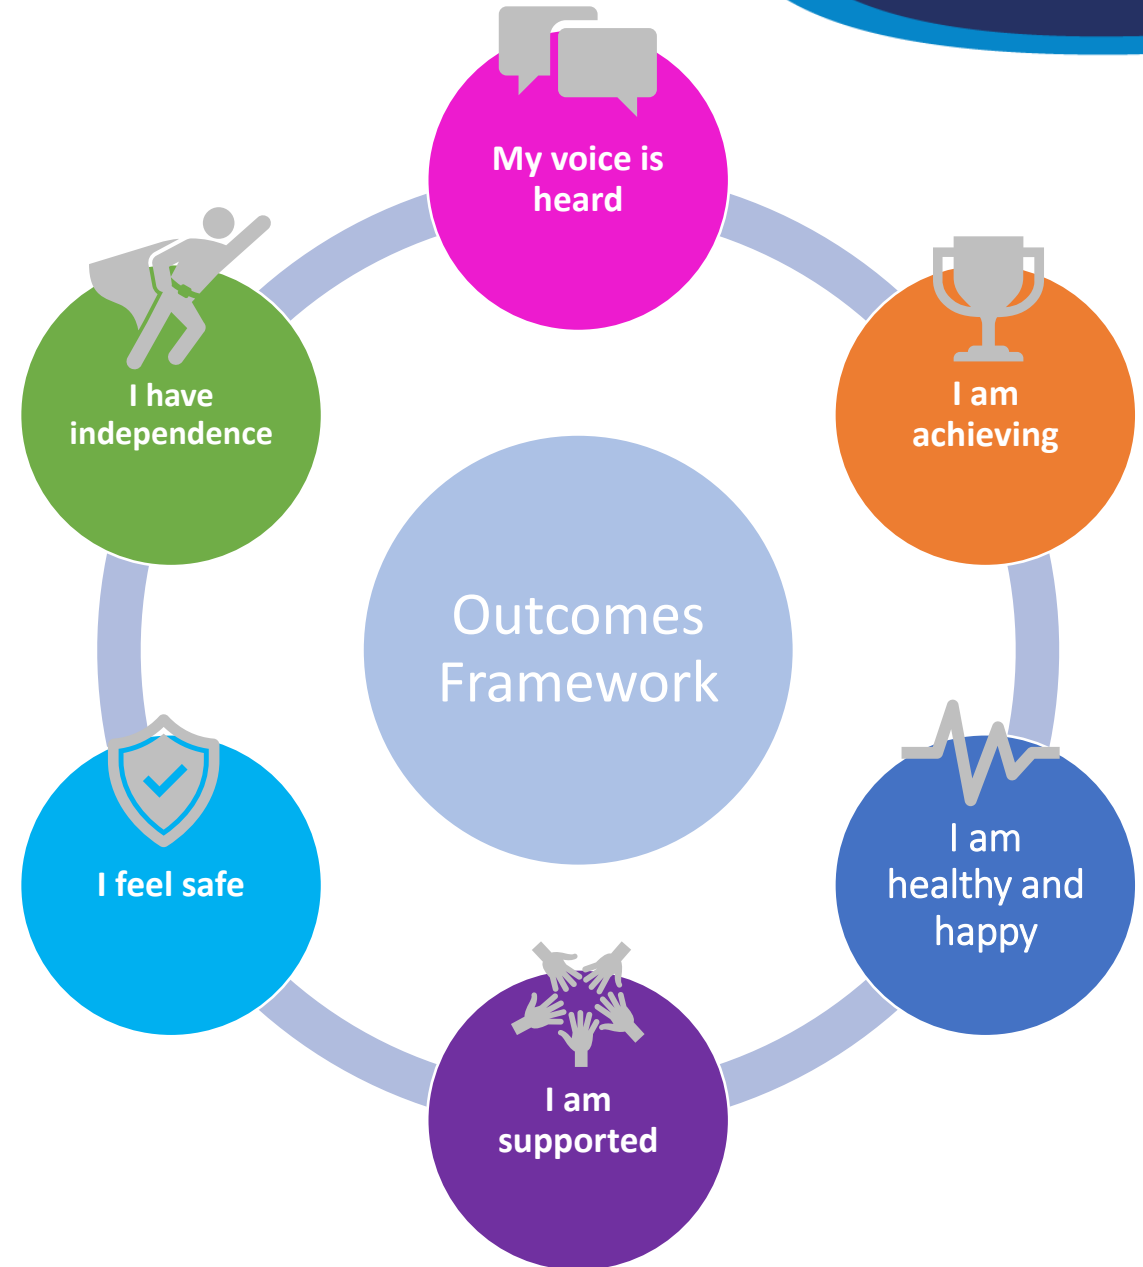 My voice is
heard
I am
achieving
I am
healthy and
happy
I am
supported
I feel safe
I have
independence
Outcomes
Framework